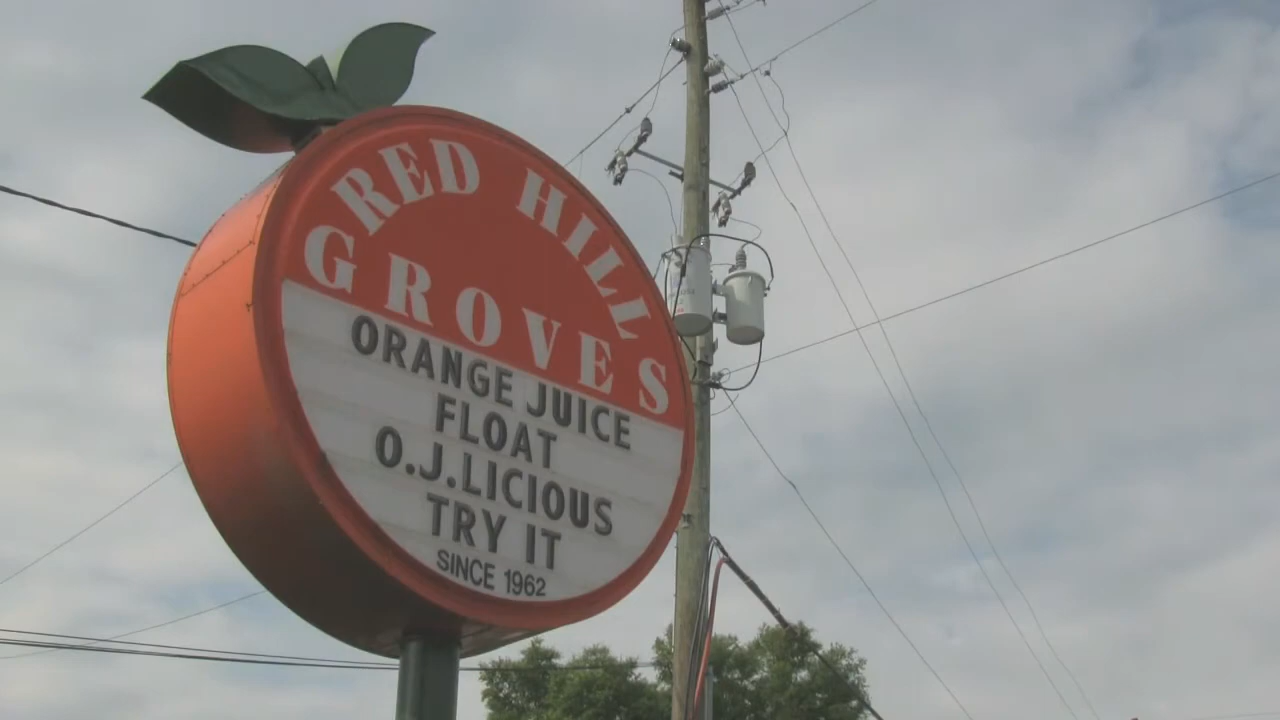 RED HILL
GROVES
ORANGE JUICE
FLOAT
O.J.LICIOUS
TRY IT
SINCE 1962